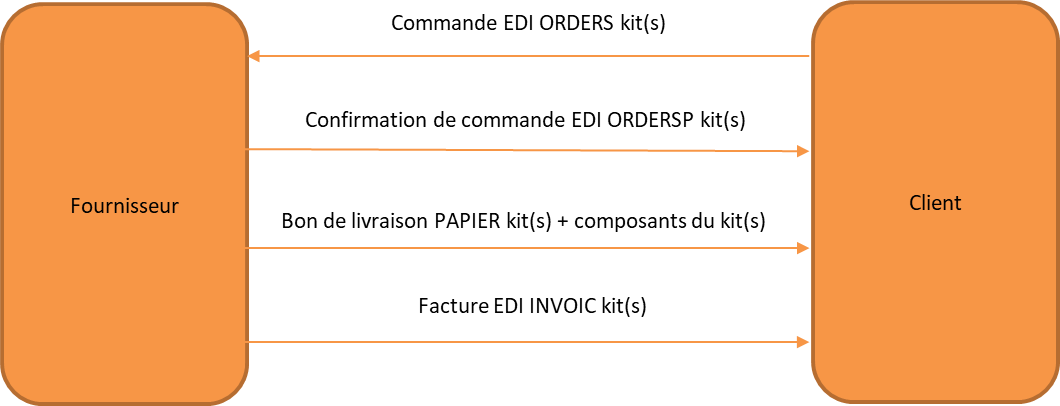 Commande EDI ORDERS kit(s)
Confirmation de commande EDI ORDERSP kit(s)
Fournisseur
Client
Bon de livraison PAPIER kit(s) + composants du kit(s)
Facture EDI INVOIC kit(s)